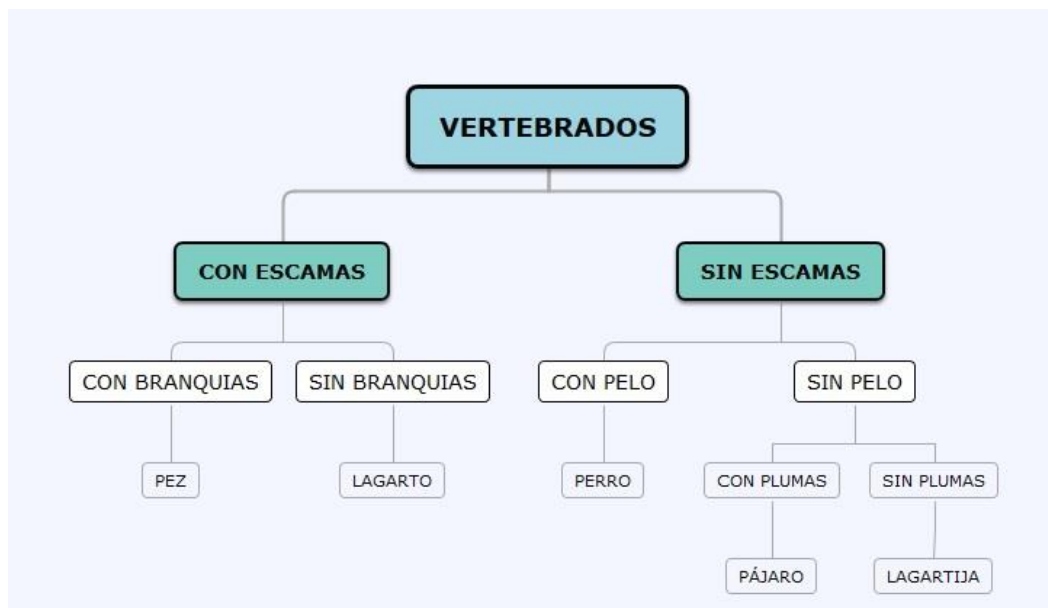 VERTEBRADOS
CON ESCAMAS
SIN ESCAMAS
CON BRANQUIAS
SIN BRANQUIAS
CON PELO
SIN PELO
PEZ
LAGARTO
PERRO
CON PLUMAS
SIN PLUMAS
PÁJARO
LAGARTIJA